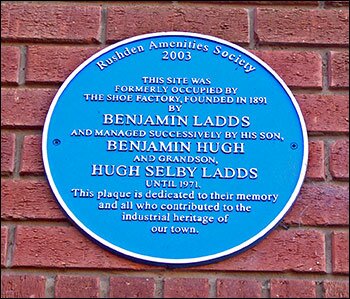 Rushden Amenities Society
2003
THIS SITE WAS
FORMERLY OCCUPIED BY
THE SHOE FACTORY, FOUNDED IN 1891
BY
BENJAMIN LADDS
AND MANAGED SUCCESSIVELY BY HIS SON,
BENJAMIN HUGH
AND GRANDSON,
HUGH SELBY LADDS
UNTIL 1971.
This plaque is dedicated to their memory
and all who contributed to the
industrial heritage of
our town.